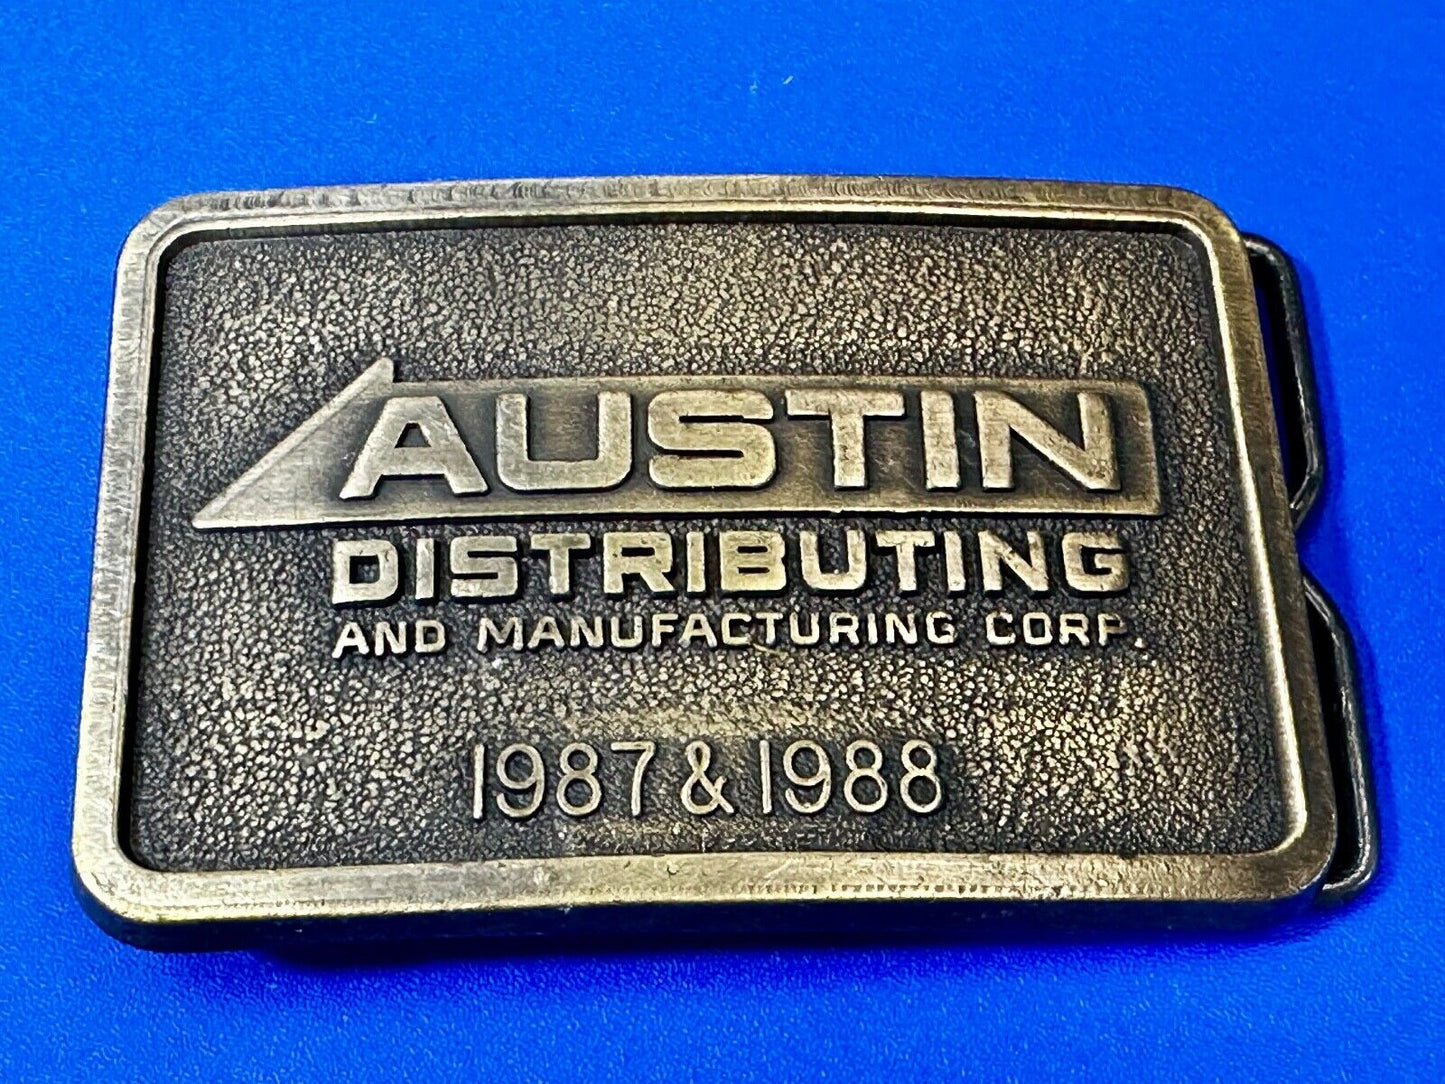 AUSTIN
DISTRIBUTING
AND MANUFACTURING CORP.
1987 & 1988